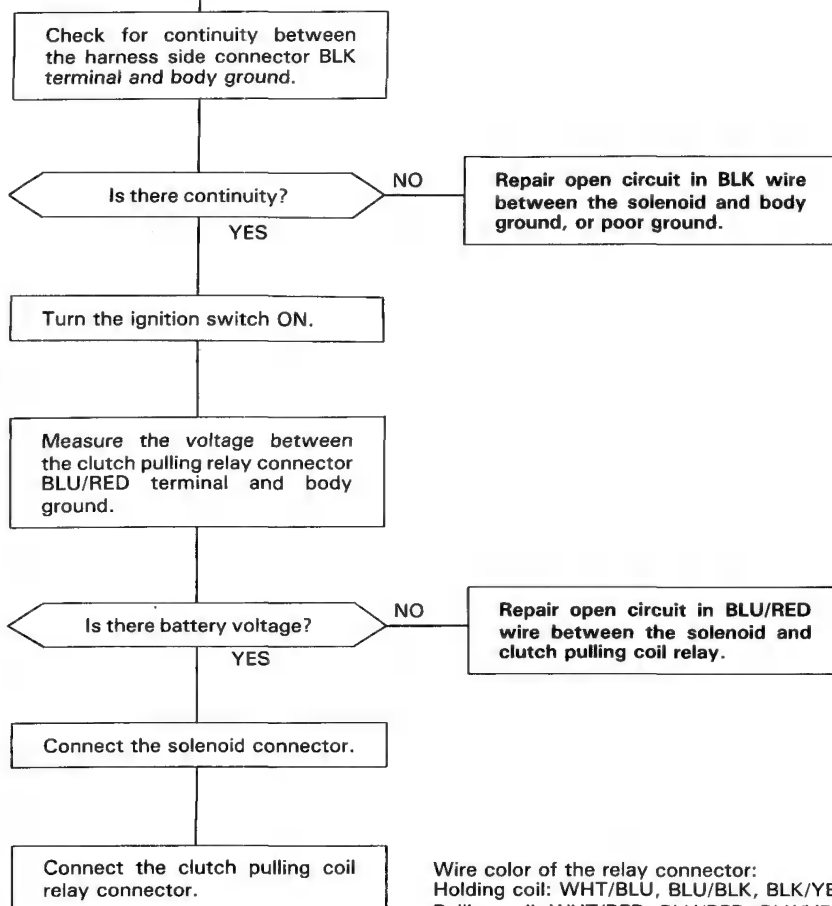 Check for continuity between
the harness side connector BLK
terminal and body ground.
Is there continuity?
NO
Repair open circuit in BLK wire
between the solenoid and body
ground, or poor ground.
YES
Turn the ignition switch ON.
Measure the voltage between
the clutch pulling relay connector
BLU/RED terminal and body
ground.
Is there battery voltage?
NO
Repair open circuit in BLU/RED
wire between the solenoid and
clutch pulling coil relay.
YES
Connect the solenoid connector.
Connect the clutch pulling coil
relay connector.
Wire color of the relay connector:
Holding coil: WHT/BLU, BLU/BLK, BLK/YE